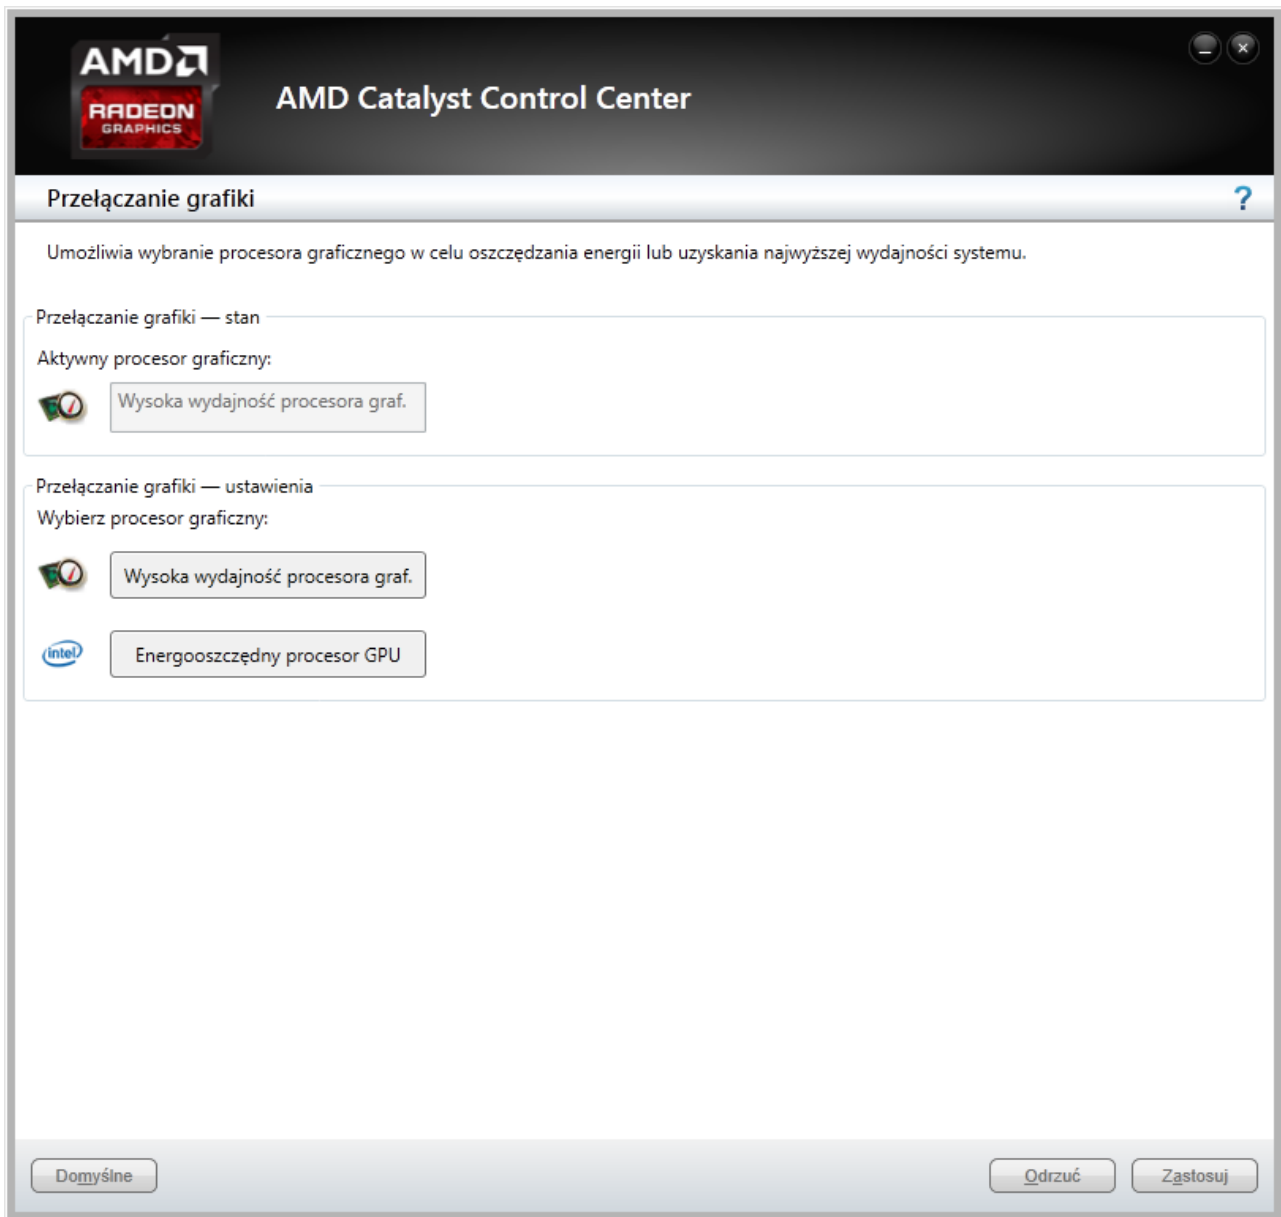 AMD
RADEON
GRAPHICS
AMD Catalyst Control Center
Przełączanie grafiki
?
Umożliwia wybranie procesora graficznego w celu oszczędzania energii lub uzyskania najwyższej wydajności systemu.
Przełączanie grafiki — stan
Aktywny procesor graficzny:
Wysoka wydajność procesora graf.
Przełączanie grafiki — ustawienia
Wybierz procesor graficzny:
Wysoka wydajność procesora graf.
intel
Energooszczędny procesor GPU
Domyślne
Odrzuć
Zastosuj